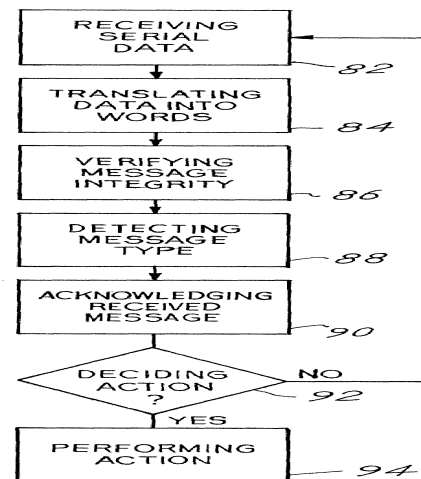 RECEIVING
SERIAL
DATA
82
TRANSLATING
DATA INTO
WORDS
84
VERIFYING
MESSAGE
INTEGRITY
86
DETECTING
MESSAGE
TYPE
88
ACKNOWLEDGING
RECEIVED
MESSAGE
90
DECIDING
ACTION
?
NO
92
YES
PERFORMING
ACTION
94